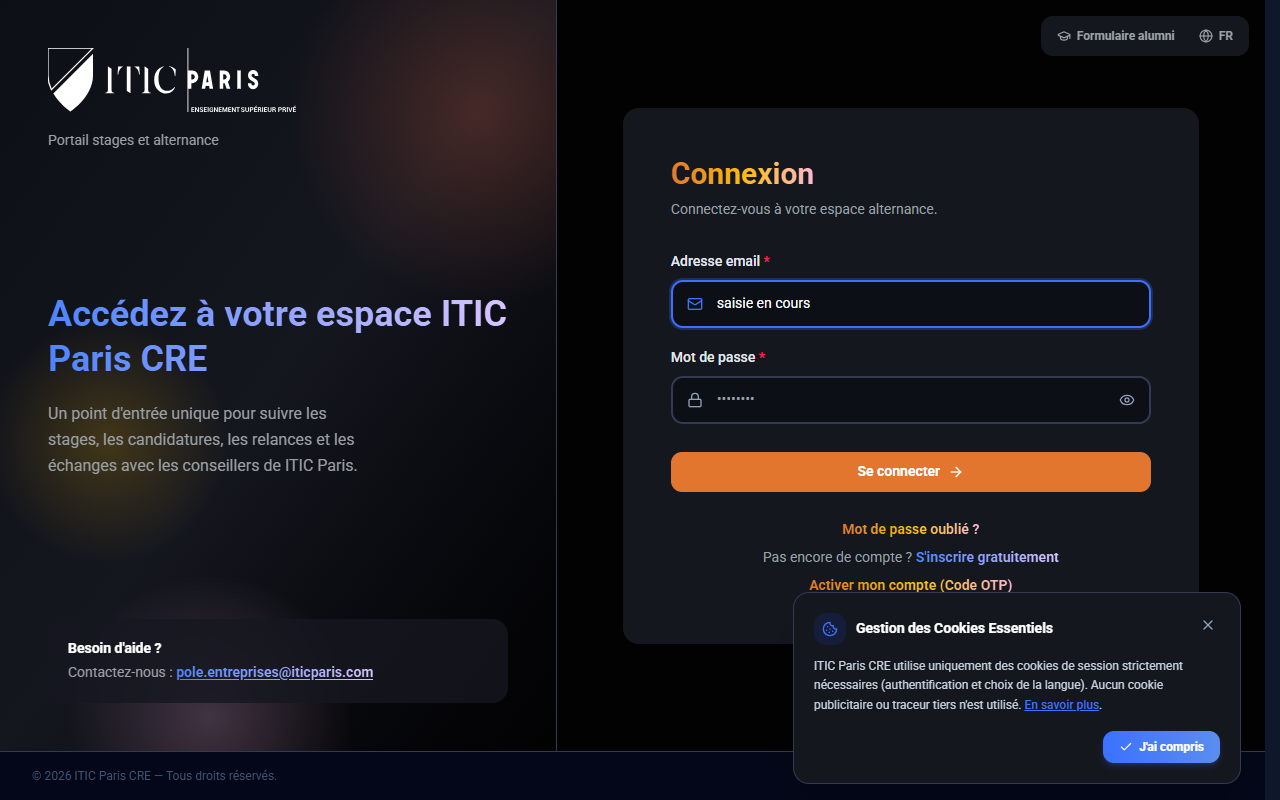 ITIC PARIS
ENSEIGNEMENT SUPÉRIEUR PRIVÉ
Portail stages et alternance
Accédez à votre espace ITIC
Paris CRE
Un point d'entrée unique pour suivre les
stages, les candidatures, les relances et les
échanges avec les conseillers de ITIC Paris.
Besoin d'aide ?
Contactez-nous : pole.entreprises@iticparis.com
Formulaire alumni
FR
Connexion
Connectez-vous à votre espace alternance.
Adresse email *
saisie en cours
Mot de passe *
••••••••
Se connecter
Mot de passe oublié ?
Pas encore de compte ? S'inscrire gratuitement
Activer mon compte (Code OTP)
Gestion des Cookies Essentiels
ITIC Paris CRE utilise uniquement des cookies de session strictement
nécessaires (authentification et choix de la langue). Aucun cookie
publicitaire ou traceur tiers n'est utilisé. En savoir plus.
J'ai compris
© 2026 ITIC Paris CRE — Tous droits réservés.